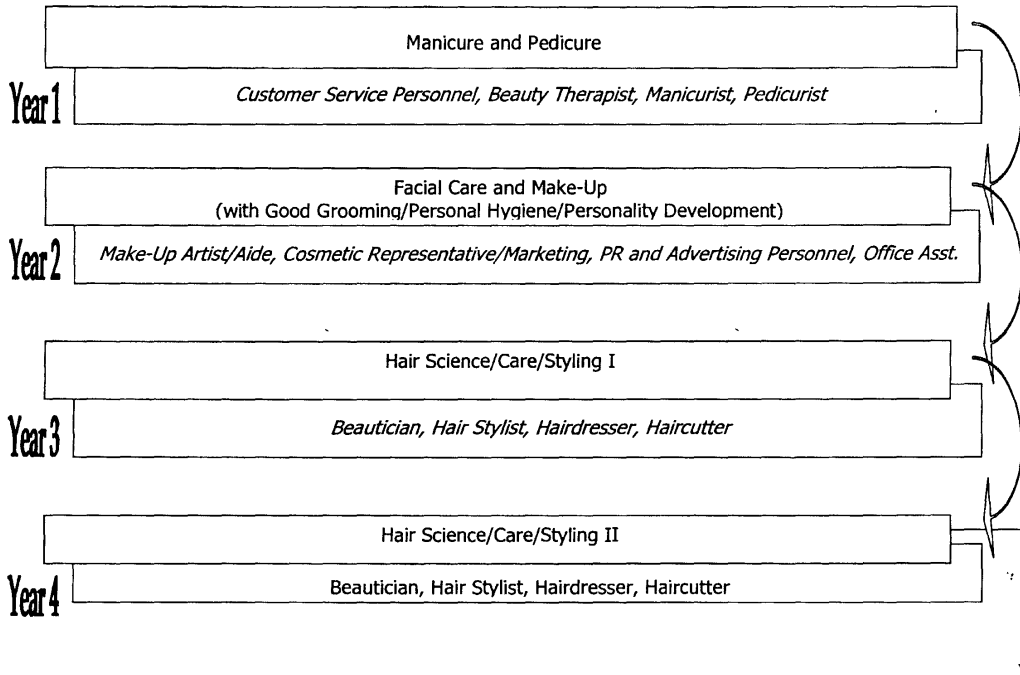 Manicure and Pedicure
Year 1
Customer Service Personnel, Beauty Therapist, Manicurist, Pedicurist
Facial Care and Make-Up
(with Good Grooming/Personal Hygiene/Personality Development)
Year 2
Make-Up Artist/Aide, Cosmetic Representative/Marketing, PR and Advertising Personnel, Office Asst.
Hair Science/Care/Styling I
Year 3
Beautician, Hair Stylist, Hairdresser, Haircutter
Hair Science/Care/Styling II
Year 4
Beautician, Hair Stylist, Hairdresser, Haircutter